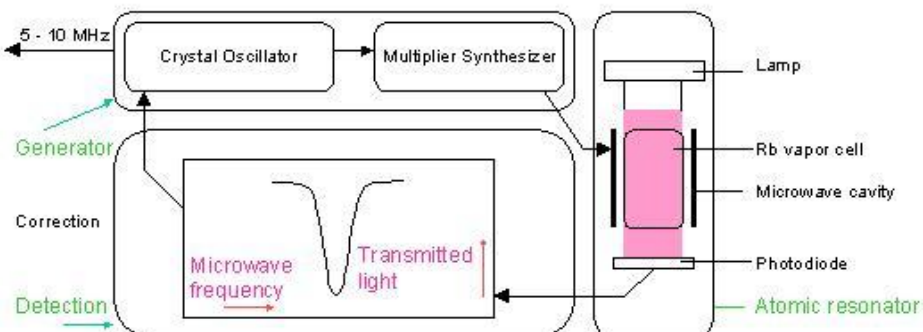 5 - 10 MHz
Crystal Oscillator
Multiplier Synthesizer
Lamp
Generator
Rb vapor cell
Microwave cavity
Correction
Microwave
frequency
Transmitted
light
Photodiode
Detection
Atomic resonator